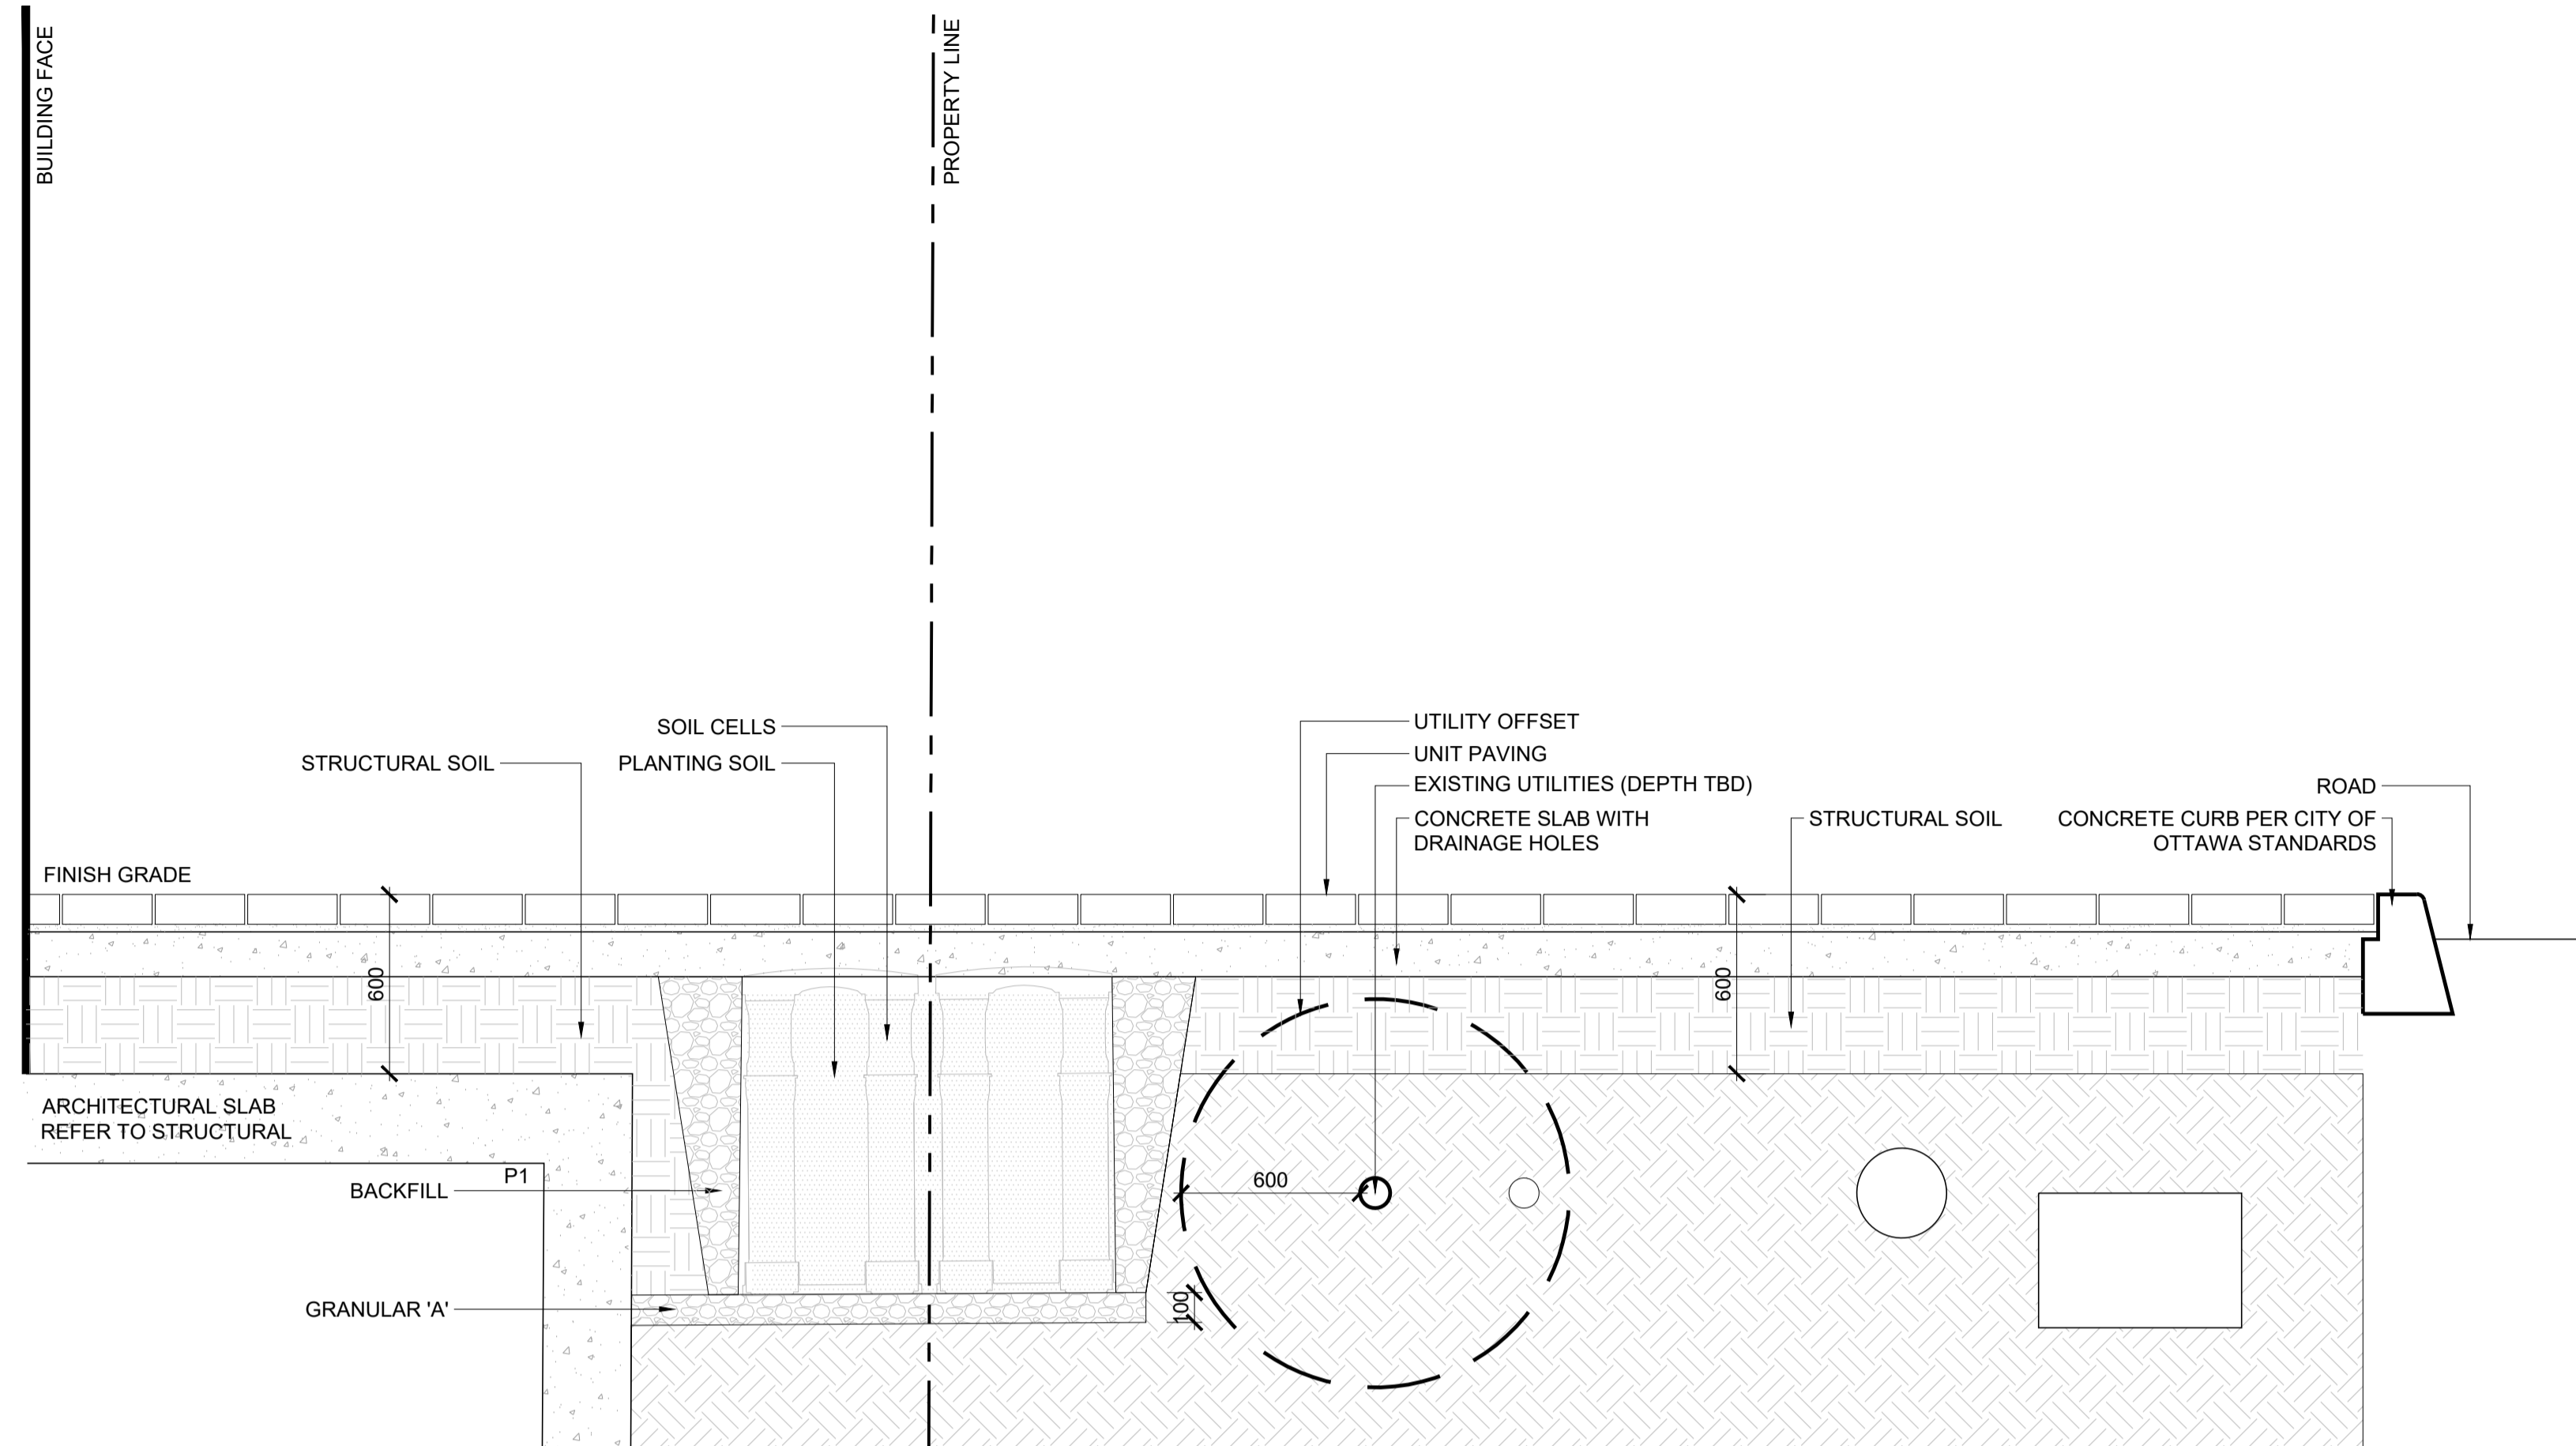 BUILDING FACE
PROPERTY LINE
SOIL CELLS
STRUCTURAL SOIL
PLANTING SOIL
UTILITY OFFSET
UNIT PAVING
EXISTING UTILITIES (DEPTH TBD)
CONCRETE SLAB WITH
DRAINAGE HOLES
STRUCTURAL SOIL
ROAD
CONCRETE CURB PER CITY OF
OTTAWA STANDARDS
FINISH GRADE
600
600
ARCHITECTURAL SLAB
REFER TO STRUCTURAL
P1
BACKFILL
600
GRANULAR 'A'
100